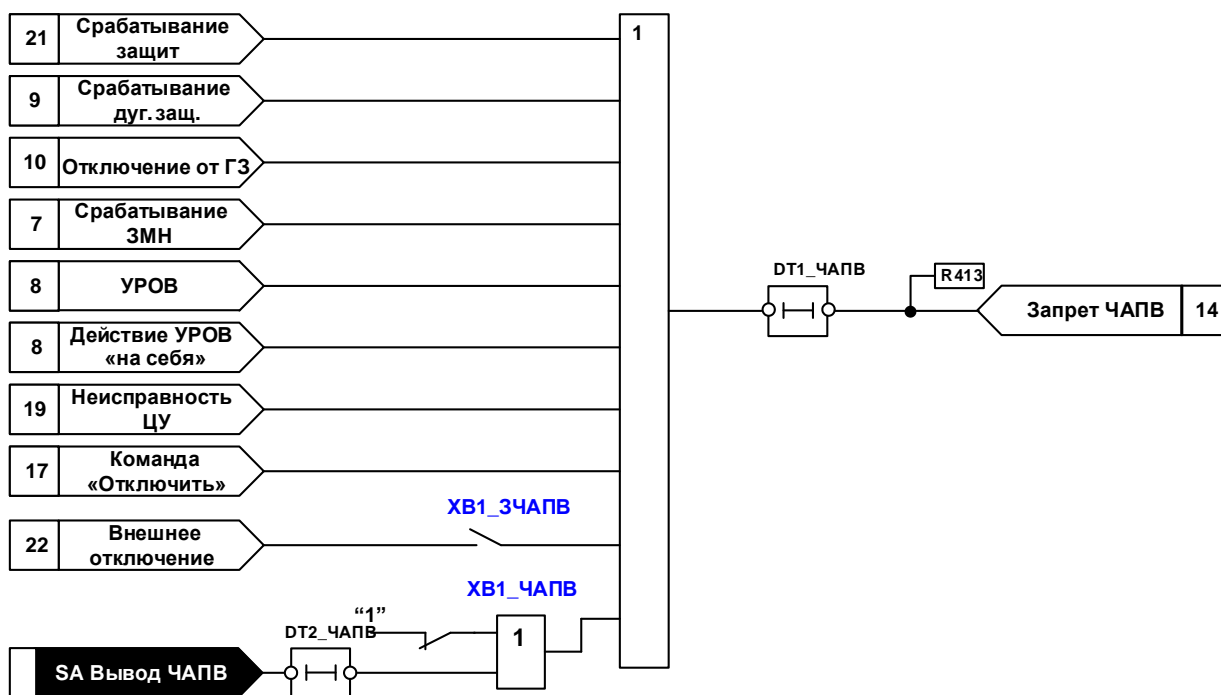 21
Срабатывание
защит
1
9
Срабатывание
дуг. защ.
10
Отключение от ГЗ
7
Срабатывание
ЗМН
8
УРОВ
DT1_ЧАПВ
R413
Запрет ЧАПВ
14
8
Действие УРОВ
«на себя»
19
Неисправность
ЦУ
17
Команда
«Отключить»
XB1_ЗЧАПВ
22
Внешнее
отключение
XB1_ЧАПВ
“1”
DT2_ЧАПВ
1
SA Вывод ЧАПВ